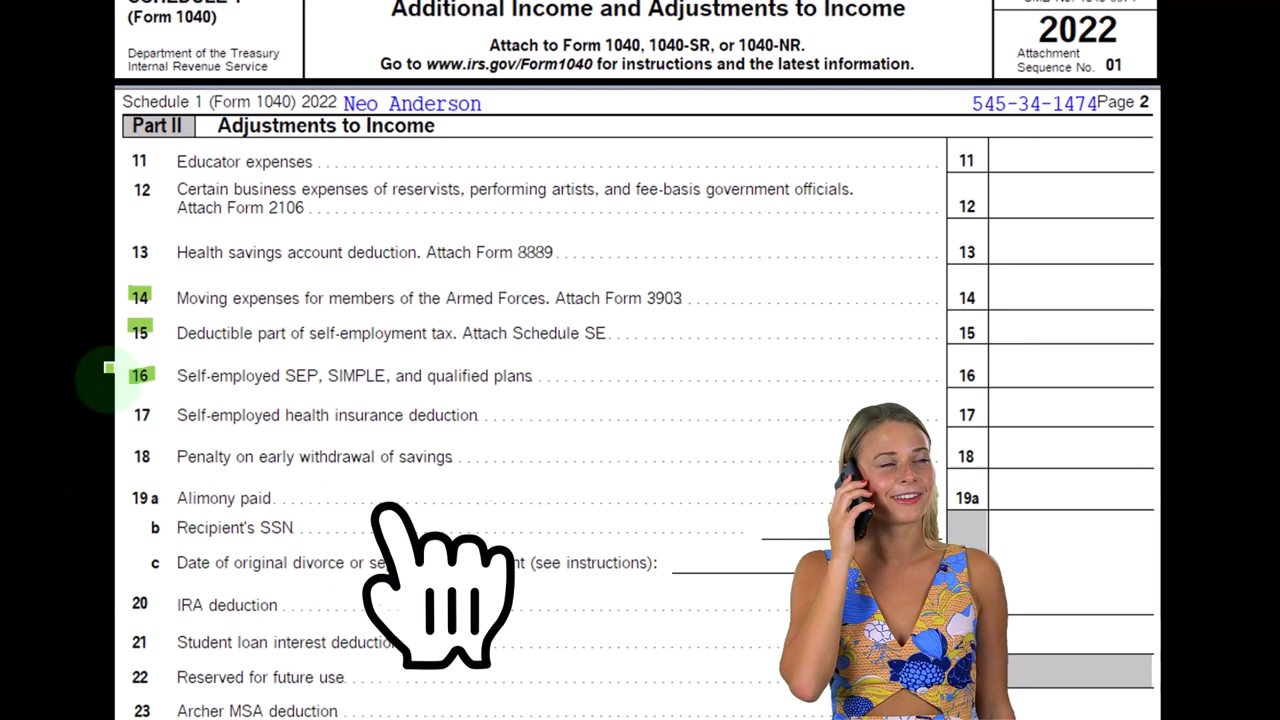 (Form 1040)
Department of the Treasury
Internal Revenue Service
Additional Income and Adjustments to Income
Attach to Form 1040, 1040-SR, or 1040-NR.
Go to www.irs.gov/Form1040 for instructions and the latest information.
2022
Attachment
Sequence No. 01
Schedule 1 (Form 1040) 2022 Neo Anderson 545-34-1474 Page 2
Part II Adjustments to Income
11 Educator expenses 11
12 Certain business expenses of reservists, performing artists, and fee-basis government officials.
Attach Form 2106 12
13 Health savings account deduction. Attach Form 8889 13
14 Moving expenses for members of the Armed Forces. Attach Form 3903 14
15 Deductible part of self-employment tax. Attach Schedule SE 15
16 Self-employed SEP, SIMPLE, and qualified plans 16
17 Self-employed health insurance deduction 17
18 Penalty on early withdrawal of savings 18
19a Alimony paid 19a
b Recipient's SSN
c Date of original divorce or (see instructions):
20 IRA deduction
21 Student loan interest
22 Reserved for future use
23 Archer MSA deduction